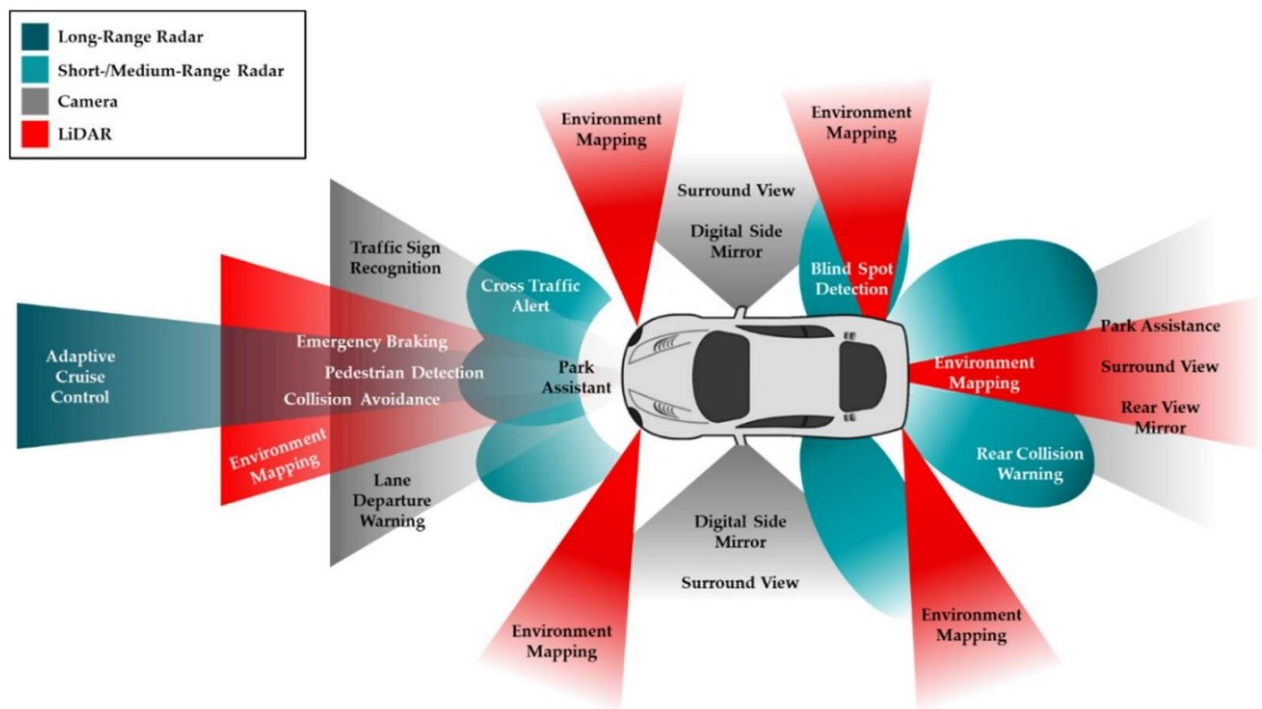 Long-Range Radar
Short-/Medium-Range Radar
Camera
LiDAR
Environment
Mapping
Environment
Mapping
Surround View
Digital Side
Mirror
Traffic Sign
Recognition
Cross Traffic
Alert
Blind Spot
Detection
Adaptive
Cruise
Control
Emergency Braking
Pedestrian Detection
Collision Avoidance
Park
Assistant
Environment
Mapping
Park Assistance
Surround View
Rear View
Mirror
Environment
Mapping
Lane
Departure
Warning
Rear Collision
Warning
Digital Side
Mirror
Surround View
Environment
Mapping
Environment
Mapping